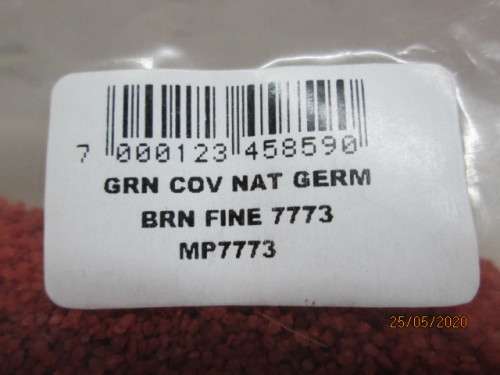 7 000123 458590
GRN COV NAT GERM
BRN FINE 7773
MP7773
25/05/2020